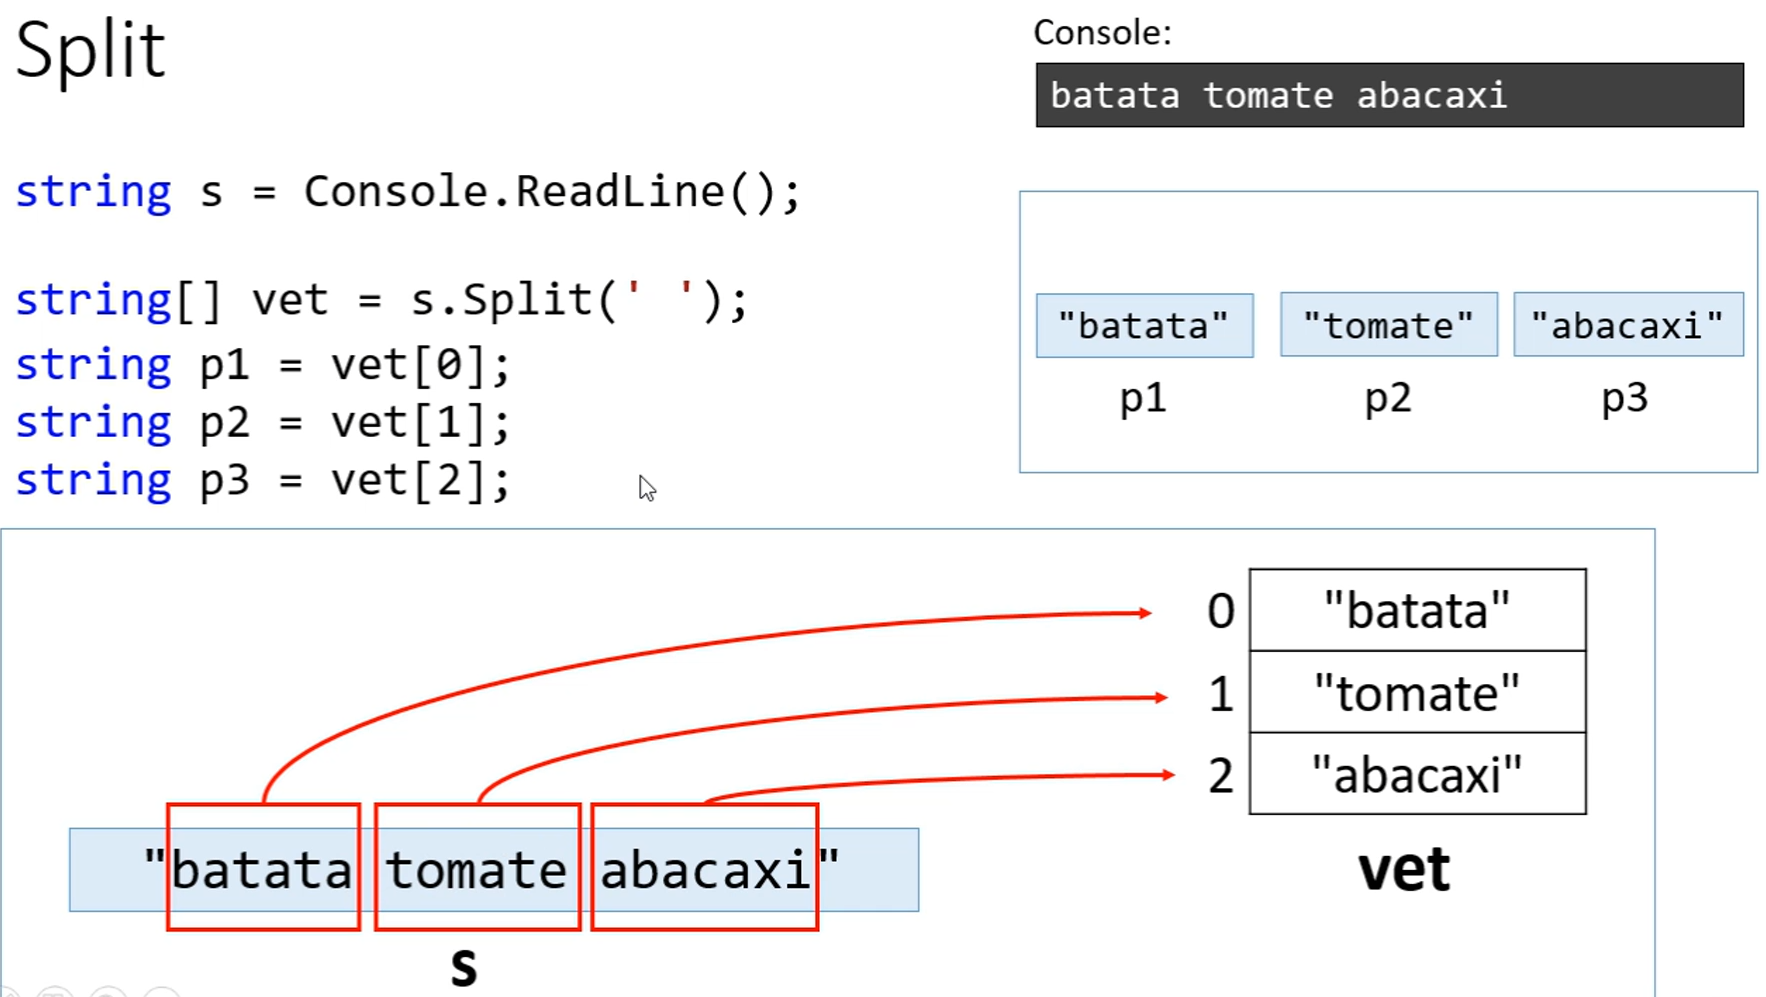 Split
Console:
batata tomate abacaxi
string s = Console.ReadLine();
string[] vet = s.Split(' ');
string p1 = vet[0];
string p2 = vet[1];
string p3 = vet[2];
"batata" "tomate" "abacaxi"
p1 p2 p3
0 "batata"
1 "tomate"
2 "abacaxi"
vet
"batata tomate abacaxi"
s